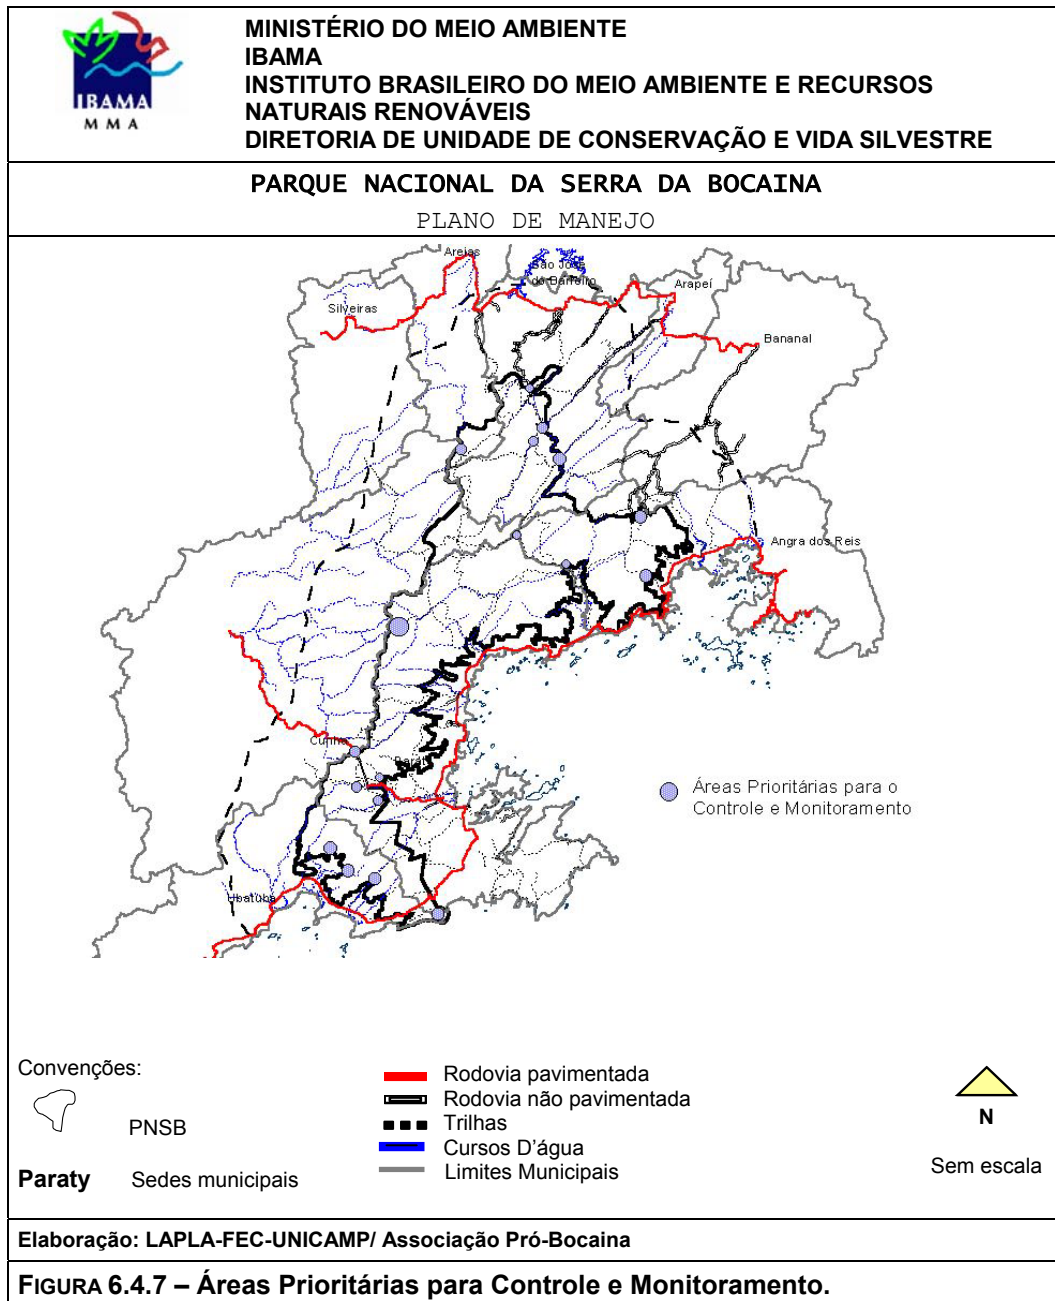 IBAMA
M M A
MINISTÉRIO DO MEIO AMBIENTE
IBAMA
INSTITUTO BRASILEIRO DO MEIO AMBIENTE E RECURSOS
NATURAIS RENOVÁVEIS
DIRETORIA DE UNIDADE DE CONSERVAÇÃO E VIDA SILVESTRE
PARQUE NACIONAL DA SERRA DA BOCAINA
PLANO DE MANEJO
Areias
São José
do Barreiro
Arapeí
Silveiras
Bananal
Angra dos Reis
Cunha
Ubatuba
Áreas Prioritárias para o
Controle e Monitoramento
Convenções:
PNSB
Paraty Sedes municipais
Rodovia pavimentada
Rodovia não pavimentada
Trilhas
Cursos D'água
Limites Municipais
N
Sem escala
Elaboração: LAPLA-FEC-UNICAMP/ Associação Pró-Bocaina
FIGURA 6.4.7 – Áreas Prioritárias para Controle e Monitoramento.